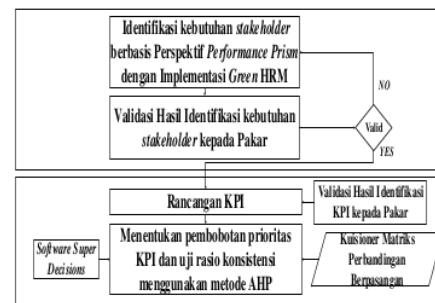 Identifikasi kebutuhan stakeholder
berbasis Perspektif Performance Prism
dengan Implementasi Green HRM
NO
Validasi Hasil Identifikasi kebutuhan
stakeholder kepada Pakar
Valid
YES
Rancangan KPI
Validasi Hasil Identifikasi
KPI kepada Pakar
Software Super
Decisions
Menentukan pembobotan prioritas
KPI dan uji rasio konsistensi
menggunakan metode AHP
Kuisioner Matriks
Perbandingan
Berpasangan